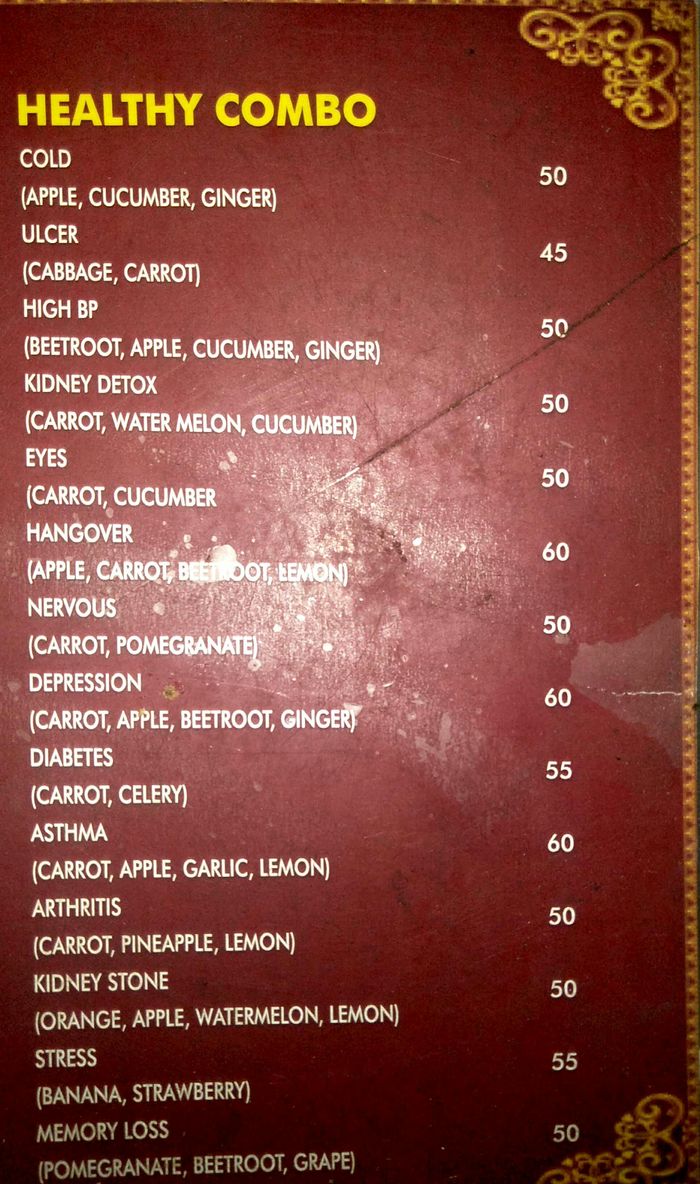 HEALTHY COMBO
COLD 50
(APPLE, CUCUMBER, GINGER)
ULCER 45
(CABBAGE, CARROT)
HIGH BP 50
(BEETROOT, APPLE, CUCUMBER, GINGER)
KIDNEY DETOX 50
(CARROT, WATER MELON, CUCUMBER)
EYES 50
(CARROT, CUCUMBER
HANGOVER 60
(APPLE, CARROT, BEETROOT, LEMON)
NERVOUS 50
(CARROT, POMEGRANATE)
DEPRESSION 60
(CARROT, APPLE, BEETROOT, GINGER)
DIABETES 55
(CARROT, CELERY)
ASTHMA 60
(CARROT, APPLE, GARLIC, LEMON)
ARTHRITIS 50
(CARROT, PINEAPPLE, LEMON)
KIDNEY STONE 50
(ORANGE, APPLE, WATERMELON, LEMON)
STRESS 55
(BANANA, STRAWBERRY)
MEMORY LOSS 50
(POMEGRANATE, BEETROOT, GRAPE)